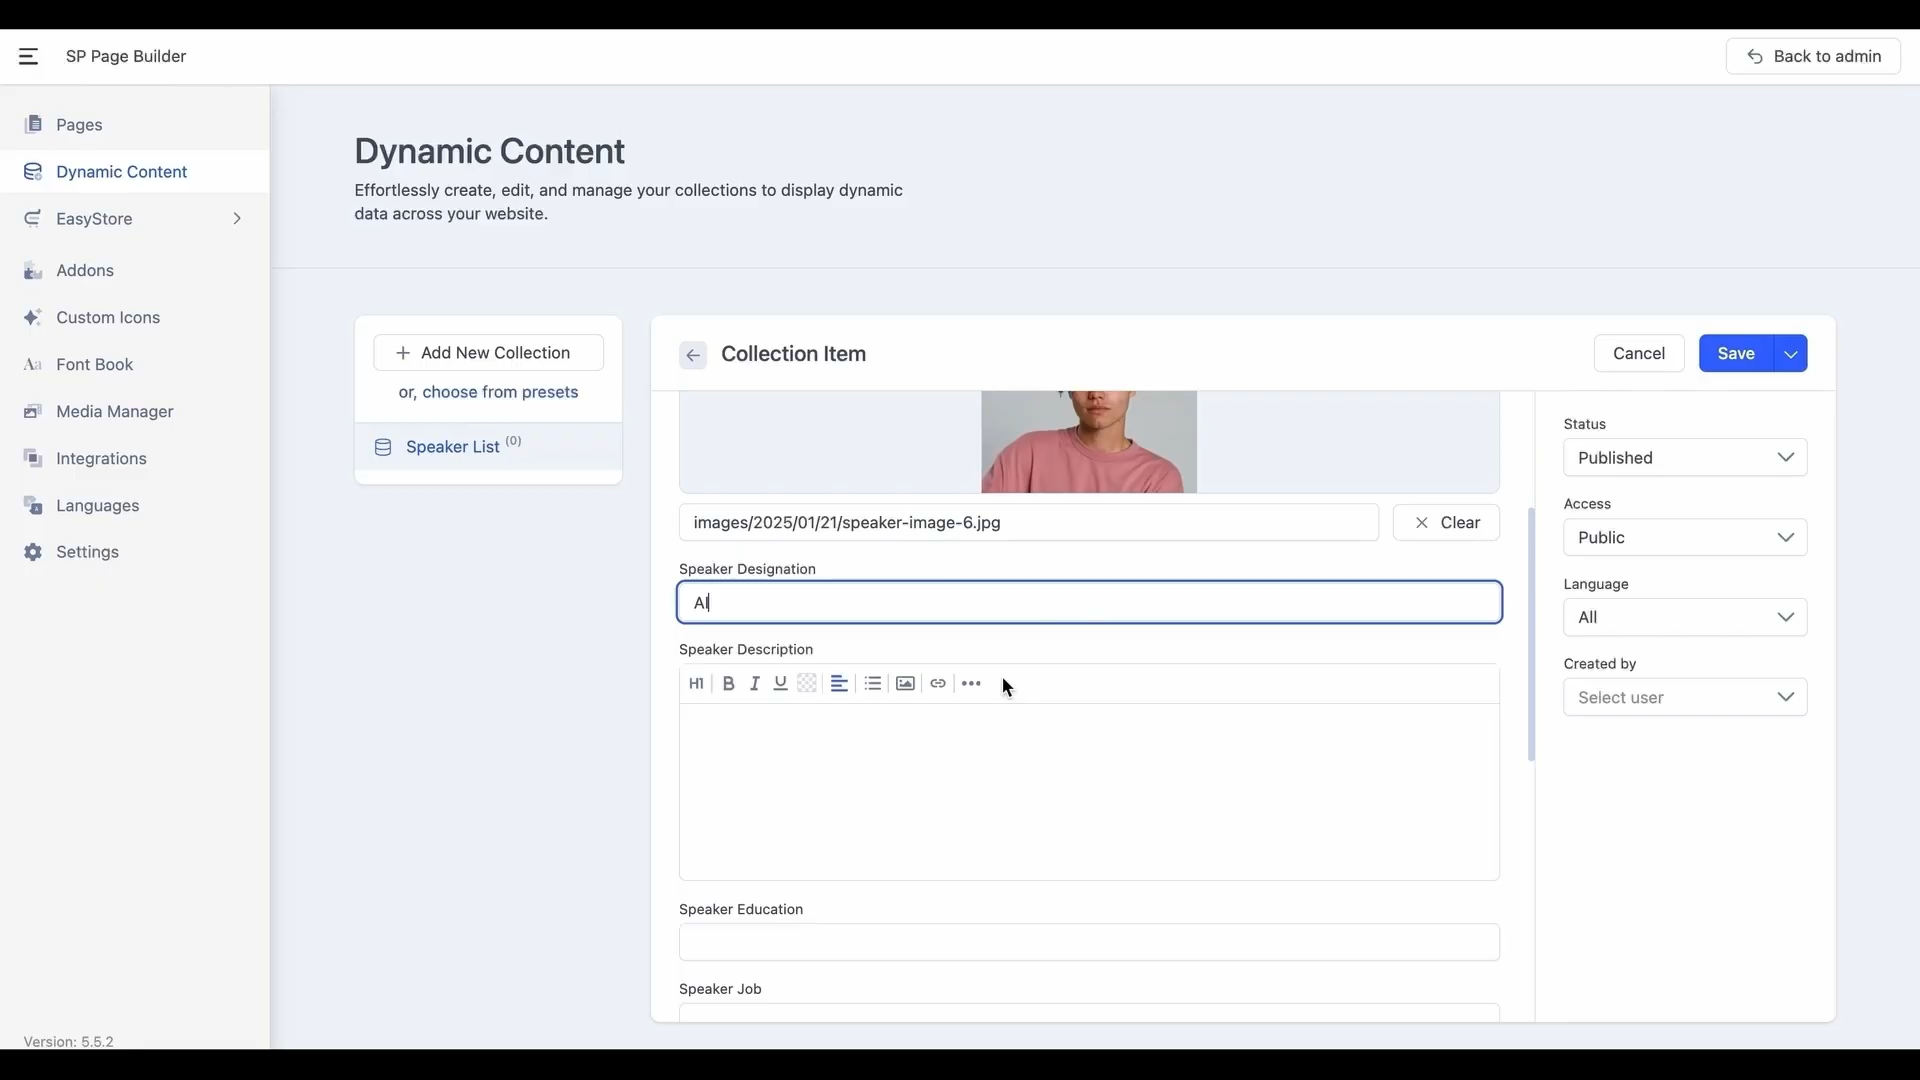 SP Page Builder
Back to admin
Pages
Dynamic Content
EasyStore
Addons
Custom Icons
Font Book
Media Manager
Integrations
Languages
Settings
Version: 5.5.2
Dynamic Content
Effortlessly create, edit, and manage your collections to display dynamic
data across your website.
Add New Collection
or, choose from presets
Speaker List (0)
Collection Item
Cancel
Save
images/2025/01/21/speaker-image-6.jpg
Clear
Speaker Designation
AI
Speaker Description
H1 B I U
Speaker Education
Speaker Job
Status
Published
Access
Public
Language
All
Created by
Select user